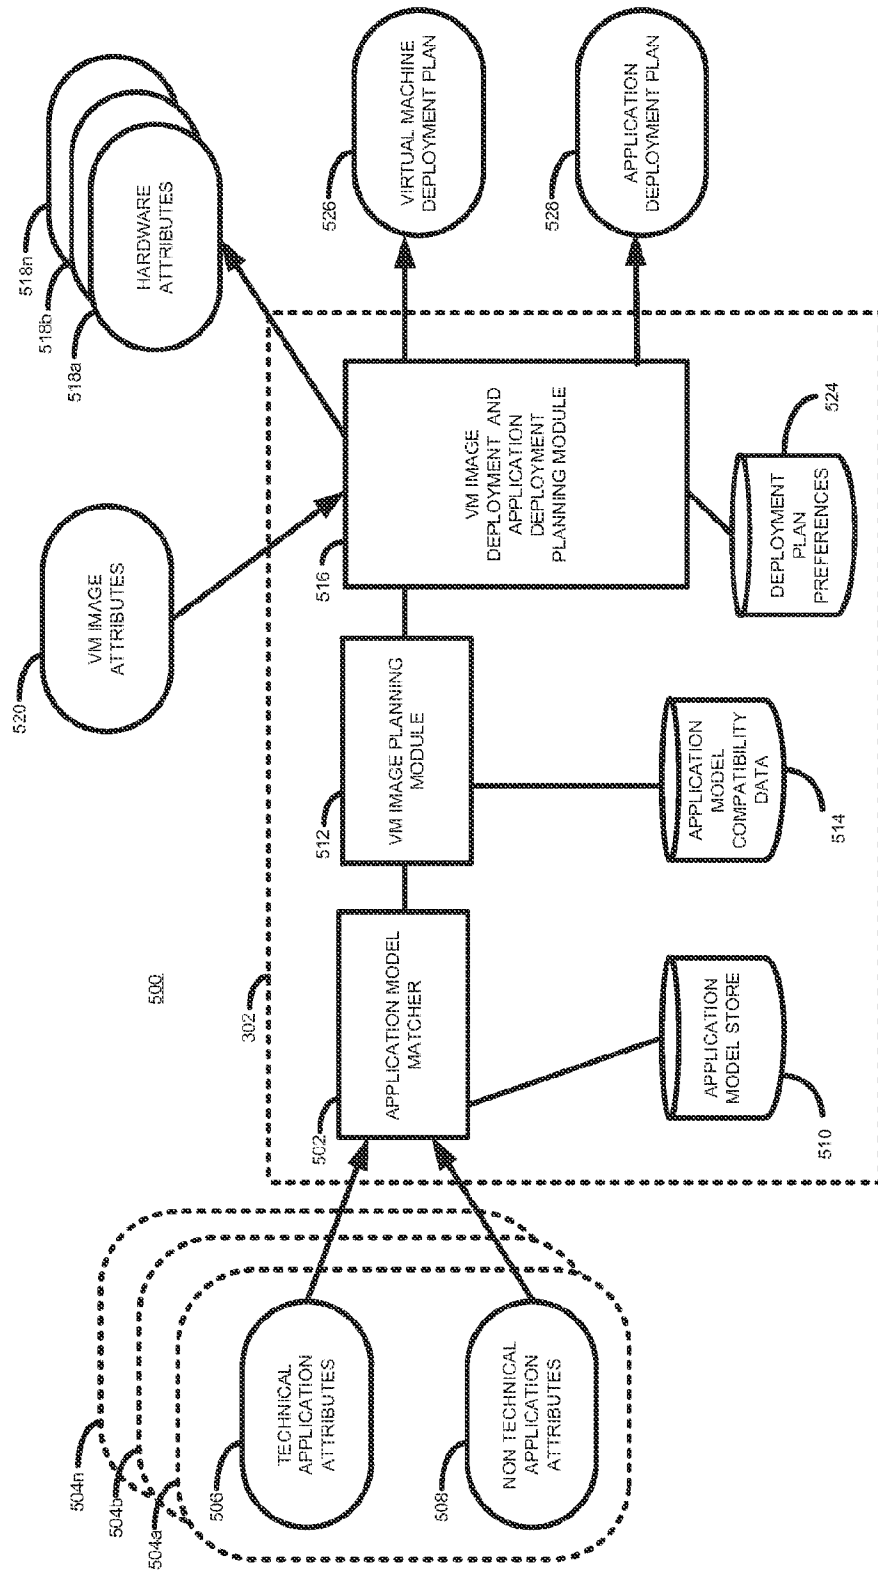 500
504n
504b
504a
506
TECHNICAL
APPLICATION
ATTRIBUTES
508
NON TECHNICAL
APPLICATION
ATTRIBUTES
302
502
APPLICATION MODEL
MATCHER
510
APPLICATION
MODEL STORE
512
VM IMAGE PLANNING
MODULE
514
APPLICATION
MODEL
COMPATIBILITY
DATA
516
VM IMAGE
DEPLOYMENT AND
APPLICATION
DEPLOYMENT
PLANNING MODULE
524
DEPLOYMENT
PLAN
PREFERENCES
520
VM IMAGE
ATTRIBUTES
518n
518b
518a
HARDWARE
ATTRIBUTES
526
VIRTUAL MACHINE
DEPLOYMENT PLAN
528
APPLICATION
DEPLOYMENT PLAN